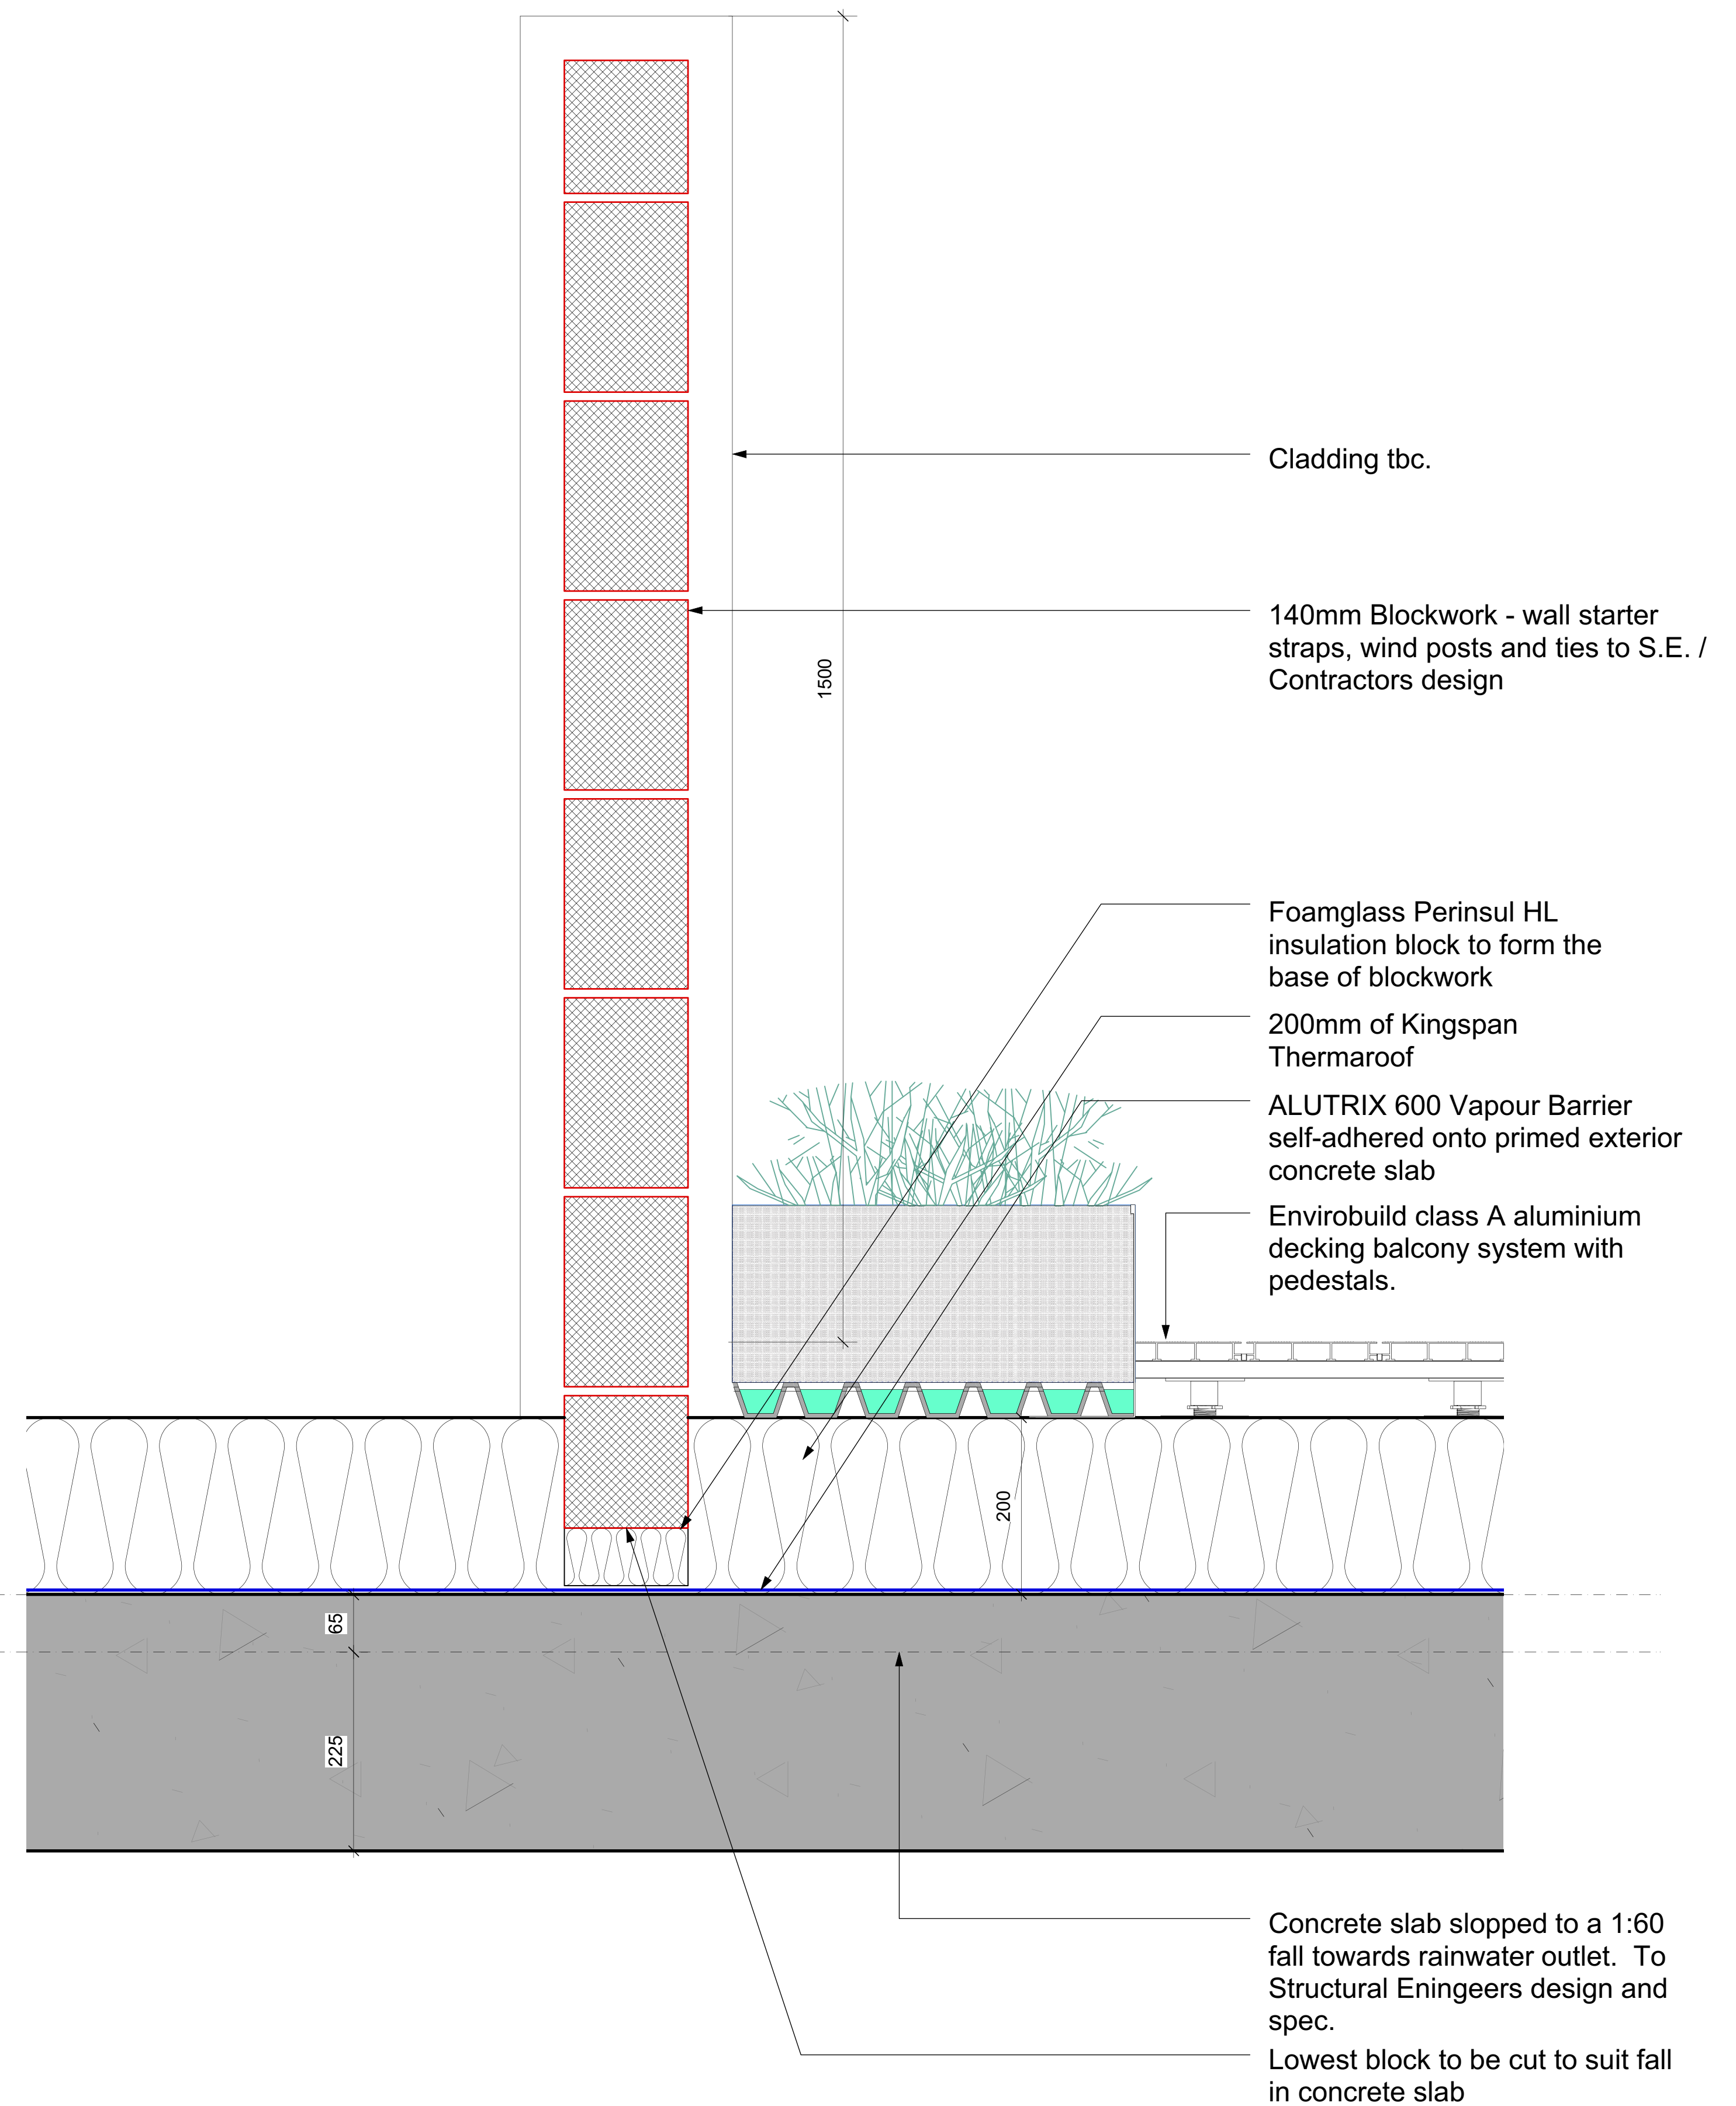 Cladding tbc.
140mm Blockwork - wall starter
straps, wind posts and ties to S.E. /
Contractors design
1500
Foamglass Perinsul HL
insulation block to form the
base of blockwork
200mm of Kingspan
Thermaroof
ALUTRIX 600 Vapour Barrier
self-adhered onto primed exterior
concrete slab
Envirobuild class A aluminium
decking balcony system with
pedestals.
200
65
225
Concrete slab slopped to a 1:60
fall towards rainwater outlet.  To
Structural Eningeers design and
spec.
Lowest block to be cut to suit fall
in concrete slab